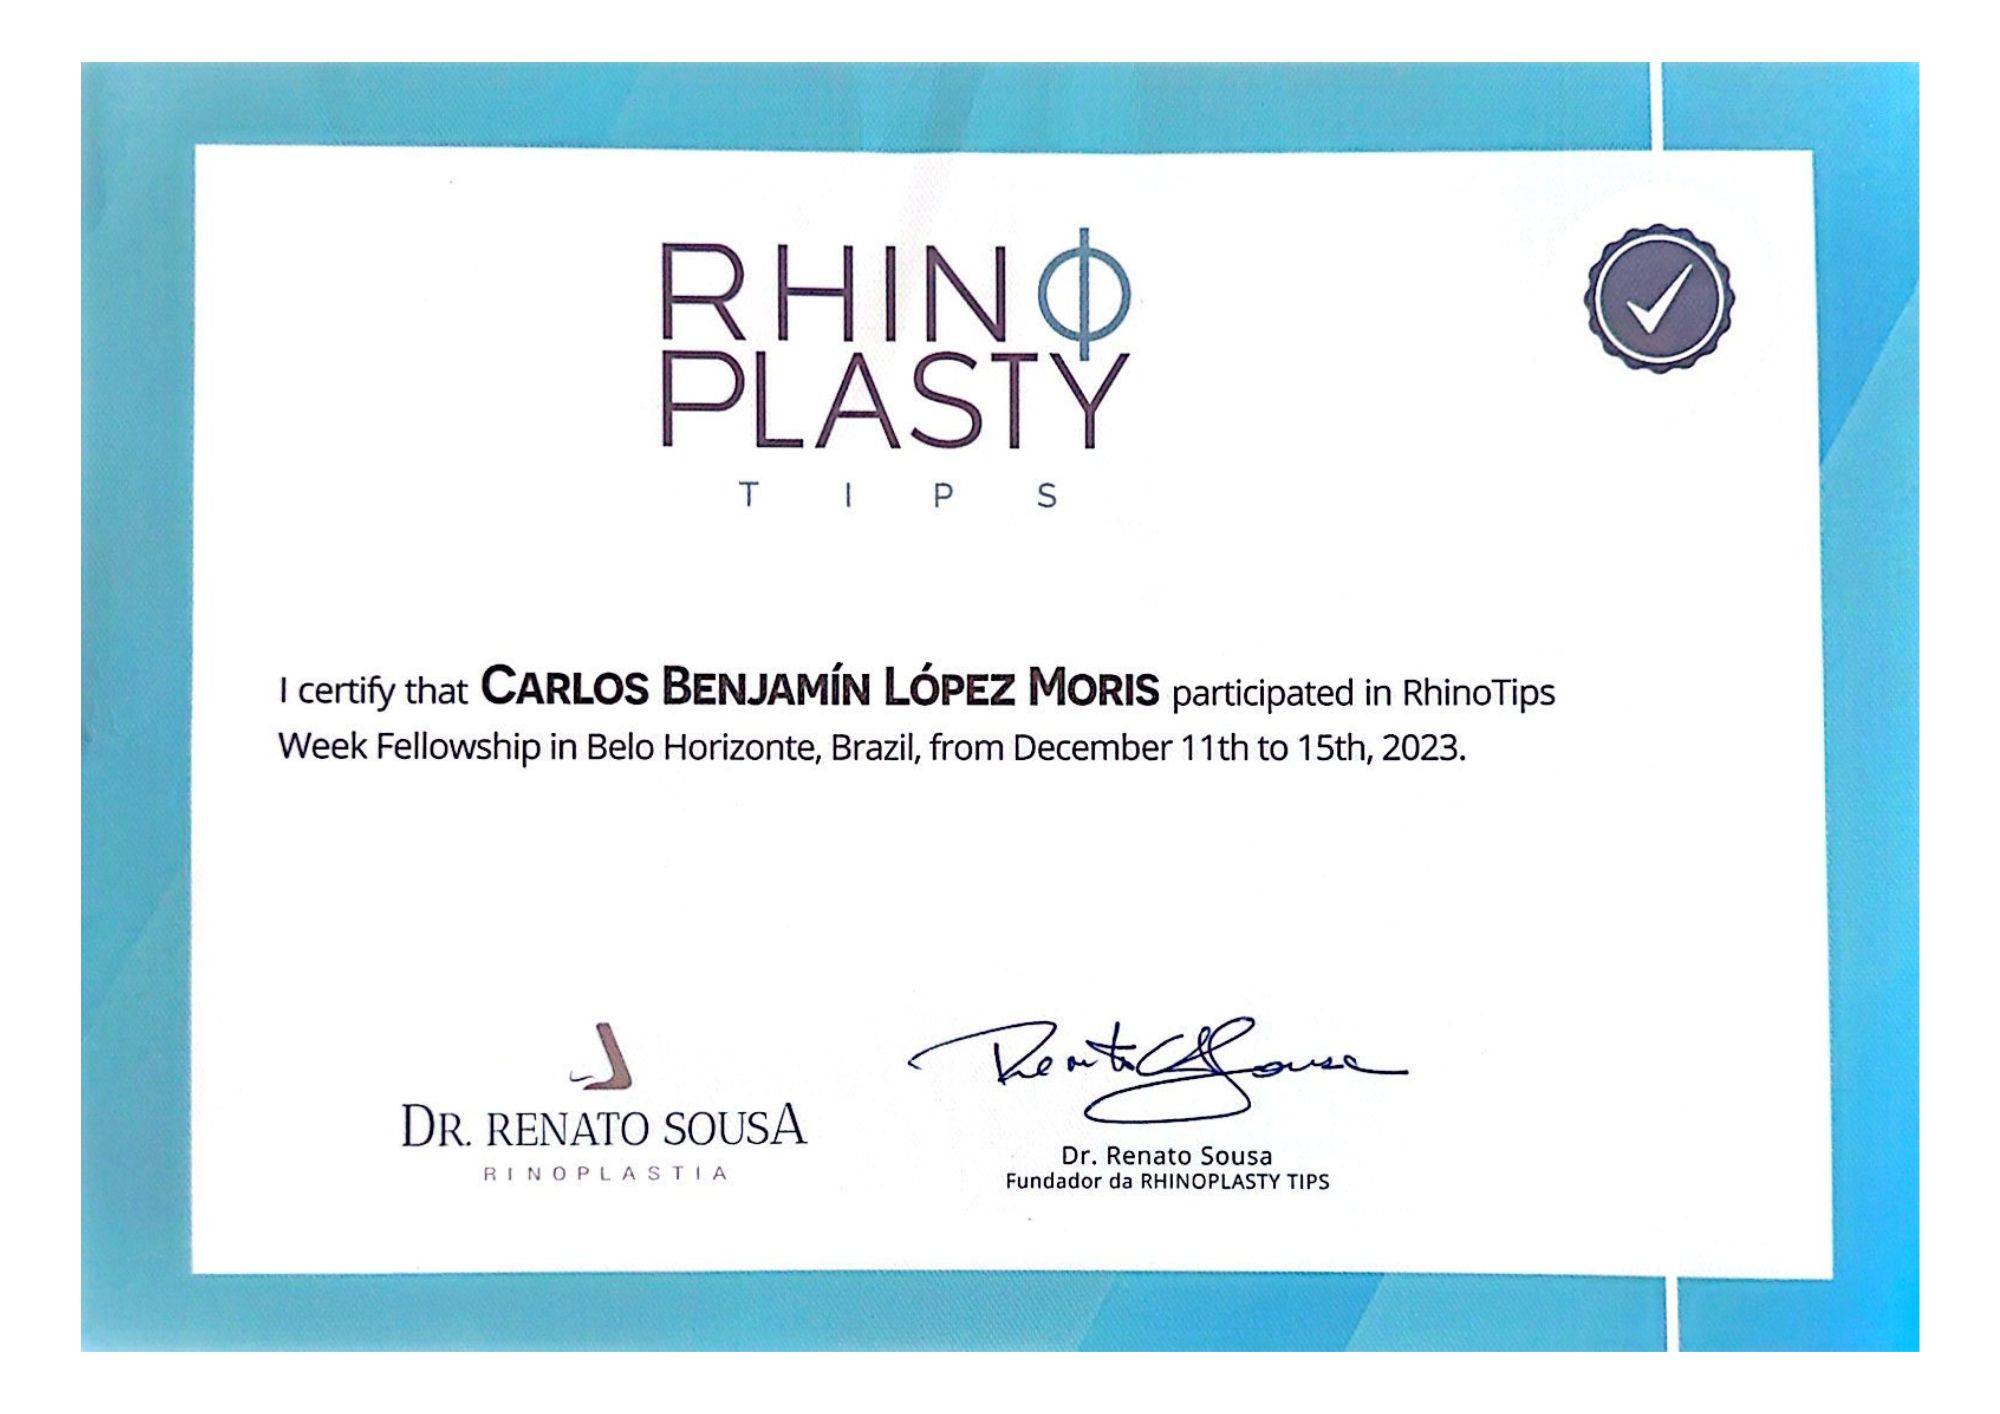 RHINO
PLASTY
TIPS
I certify that CARLOS BENJAMÍN LÓPEZ MORIS participated in RhinoTips
Week Fellowship in Belo Horizonte, Brazil, from December 11th to 15th, 2023.
DR. RENATO SOUSA
RINOPLASTIA
Renato Sousa
Dr. Renato Sousa
Fundador da RHINOPLASTY TIPS